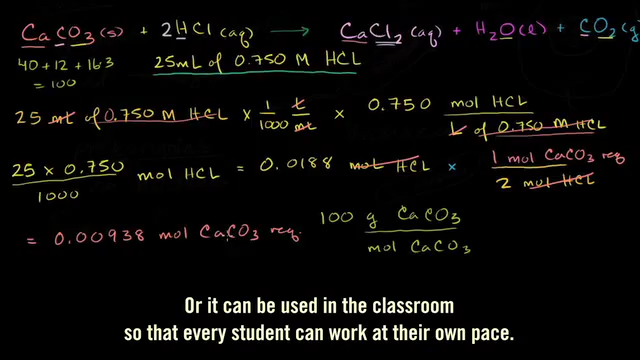 CaCO3(s) + 2HCl(aq) → CaCl2(aq) + H2O(l) + CO2(g
40+12+16·3
= 100
25mL of 0.750 M HCL
25 mL of 0.750 M HCL × 1/1000 L/mL × 0.750 mol HCL / L of 0.750 M HCL
25 × 0.750 / 1000 mol HCL = 0.0188 mol HCL × 1 mol CaCO3 req / 2 mol HCL
= 0.00938 mol CaCO3 req. 100 g CaCO3 / mol CaCO3
Or it can be used in the classroom
so that every student can work at their own pace.